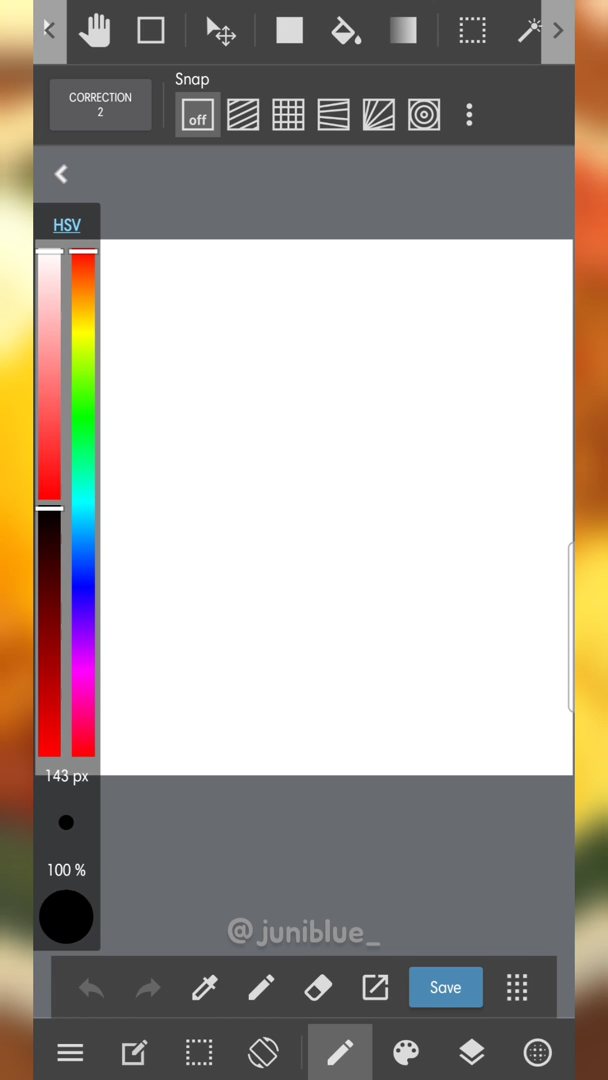 CORRECTION
2
Snap
off
HSV
143 px
100 %
@juniblue_
Save